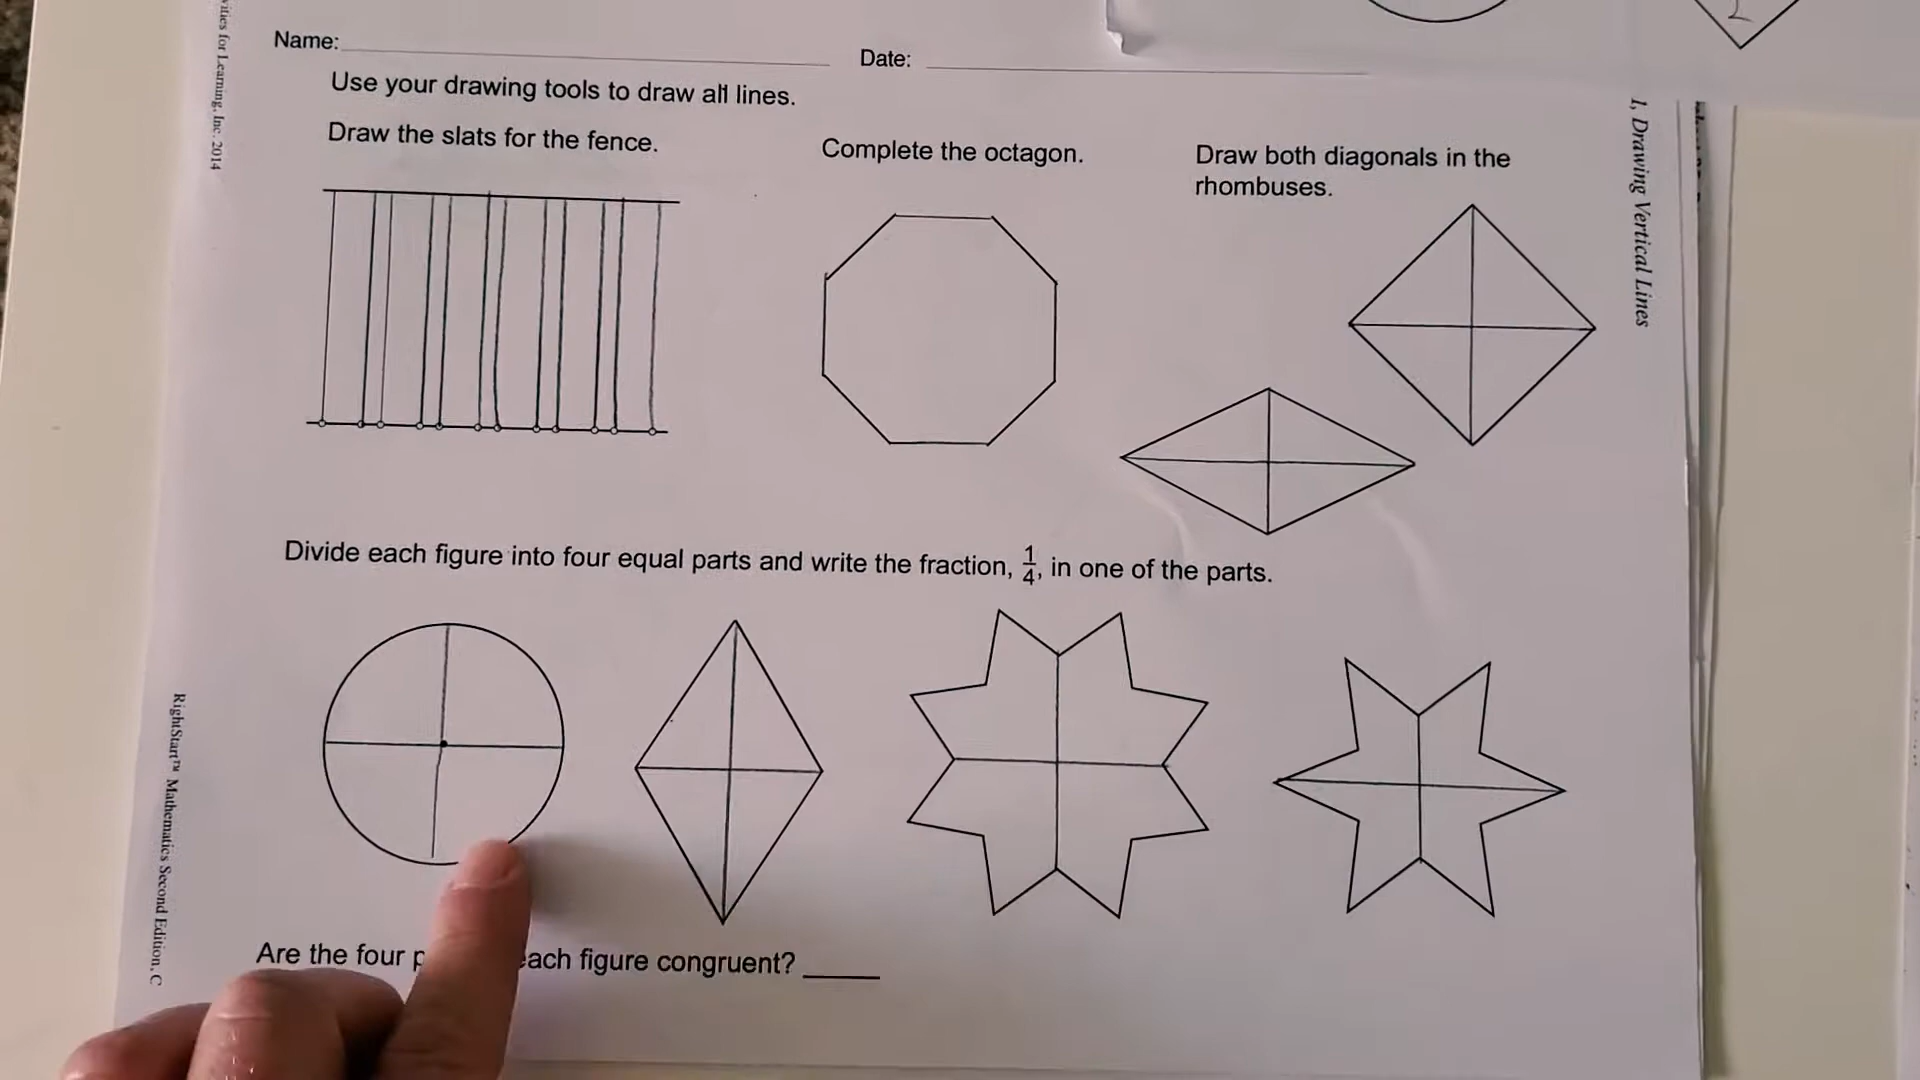 Name:
Date:
Use your drawing tools to draw all lines.
Draw the slats for the fence.
Complete the octagon.
Draw both diagonals in the
rhombuses.
Divide each figure into four equal parts and write the fraction, 1/4, in one of the parts.
Are the four p ach figure congruent?
vities for Learning, Inc. 2014
RightStart™ Mathematics Second Edition, C
1, Drawing Vertical Lines